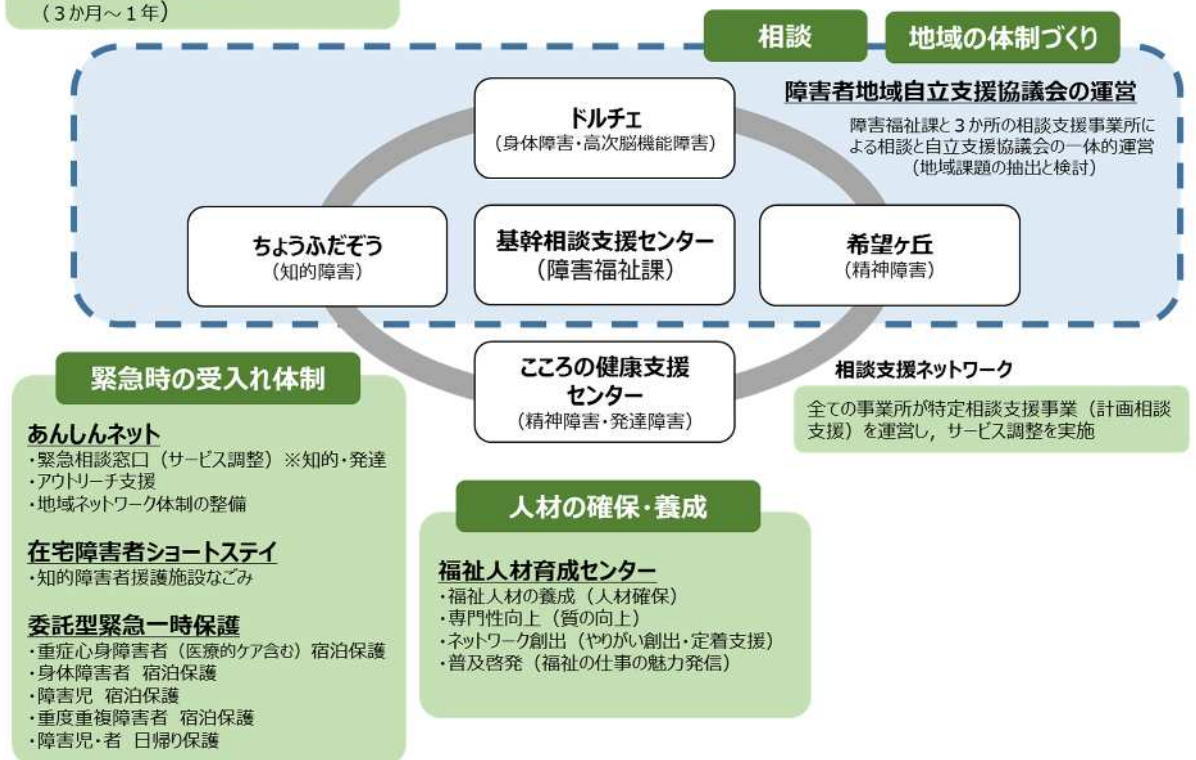 (3か月~1年)
相談
地域の体制づくり
障害者地域自立支援協議会の運営
障害福祉課と3か所の相談支援事業所に
よる相談と自立支援協議会の一体的運営
(地域課題の抽出と検討)
ドルチェ
(身体障害・高次脳機能障害)
ちょうふだぞう
(知的障害)
基幹相談支援センター
(障害福祉課)
希望ヶ丘
(精神障害)
こころの健康支援
センター
(精神障害・発達障害)
相談支援ネットワーク
全ての事業所が特定相談支援事業(計画相談
支援)を運営し,サービス調整を実施
緊急時の受入れ体制
あんしんネット
・緊急相談窓口(サービス調整)※知的・発達
・アウトリーチ支援
・地域ネットワーク体制の整備
在宅障害者ショートステイ
・知的障害者援護施設なごみ
委託型緊急一時保護
・重症心身障害者(医療的ケア含む)宿泊保護
・身体障害者 宿泊保護
・障害児 宿泊保護
・重度重複障害者 宿泊保護
・障害児・者 日帰り保護
人材の確保・養成
福祉人材育成センター
・福祉人材の養成(人材確保)
・専門性向上(質の向上)
・ネットワーク創出(やりがい創出・定着支援)
・普及啓発(福祉の仕事の魅力発信)